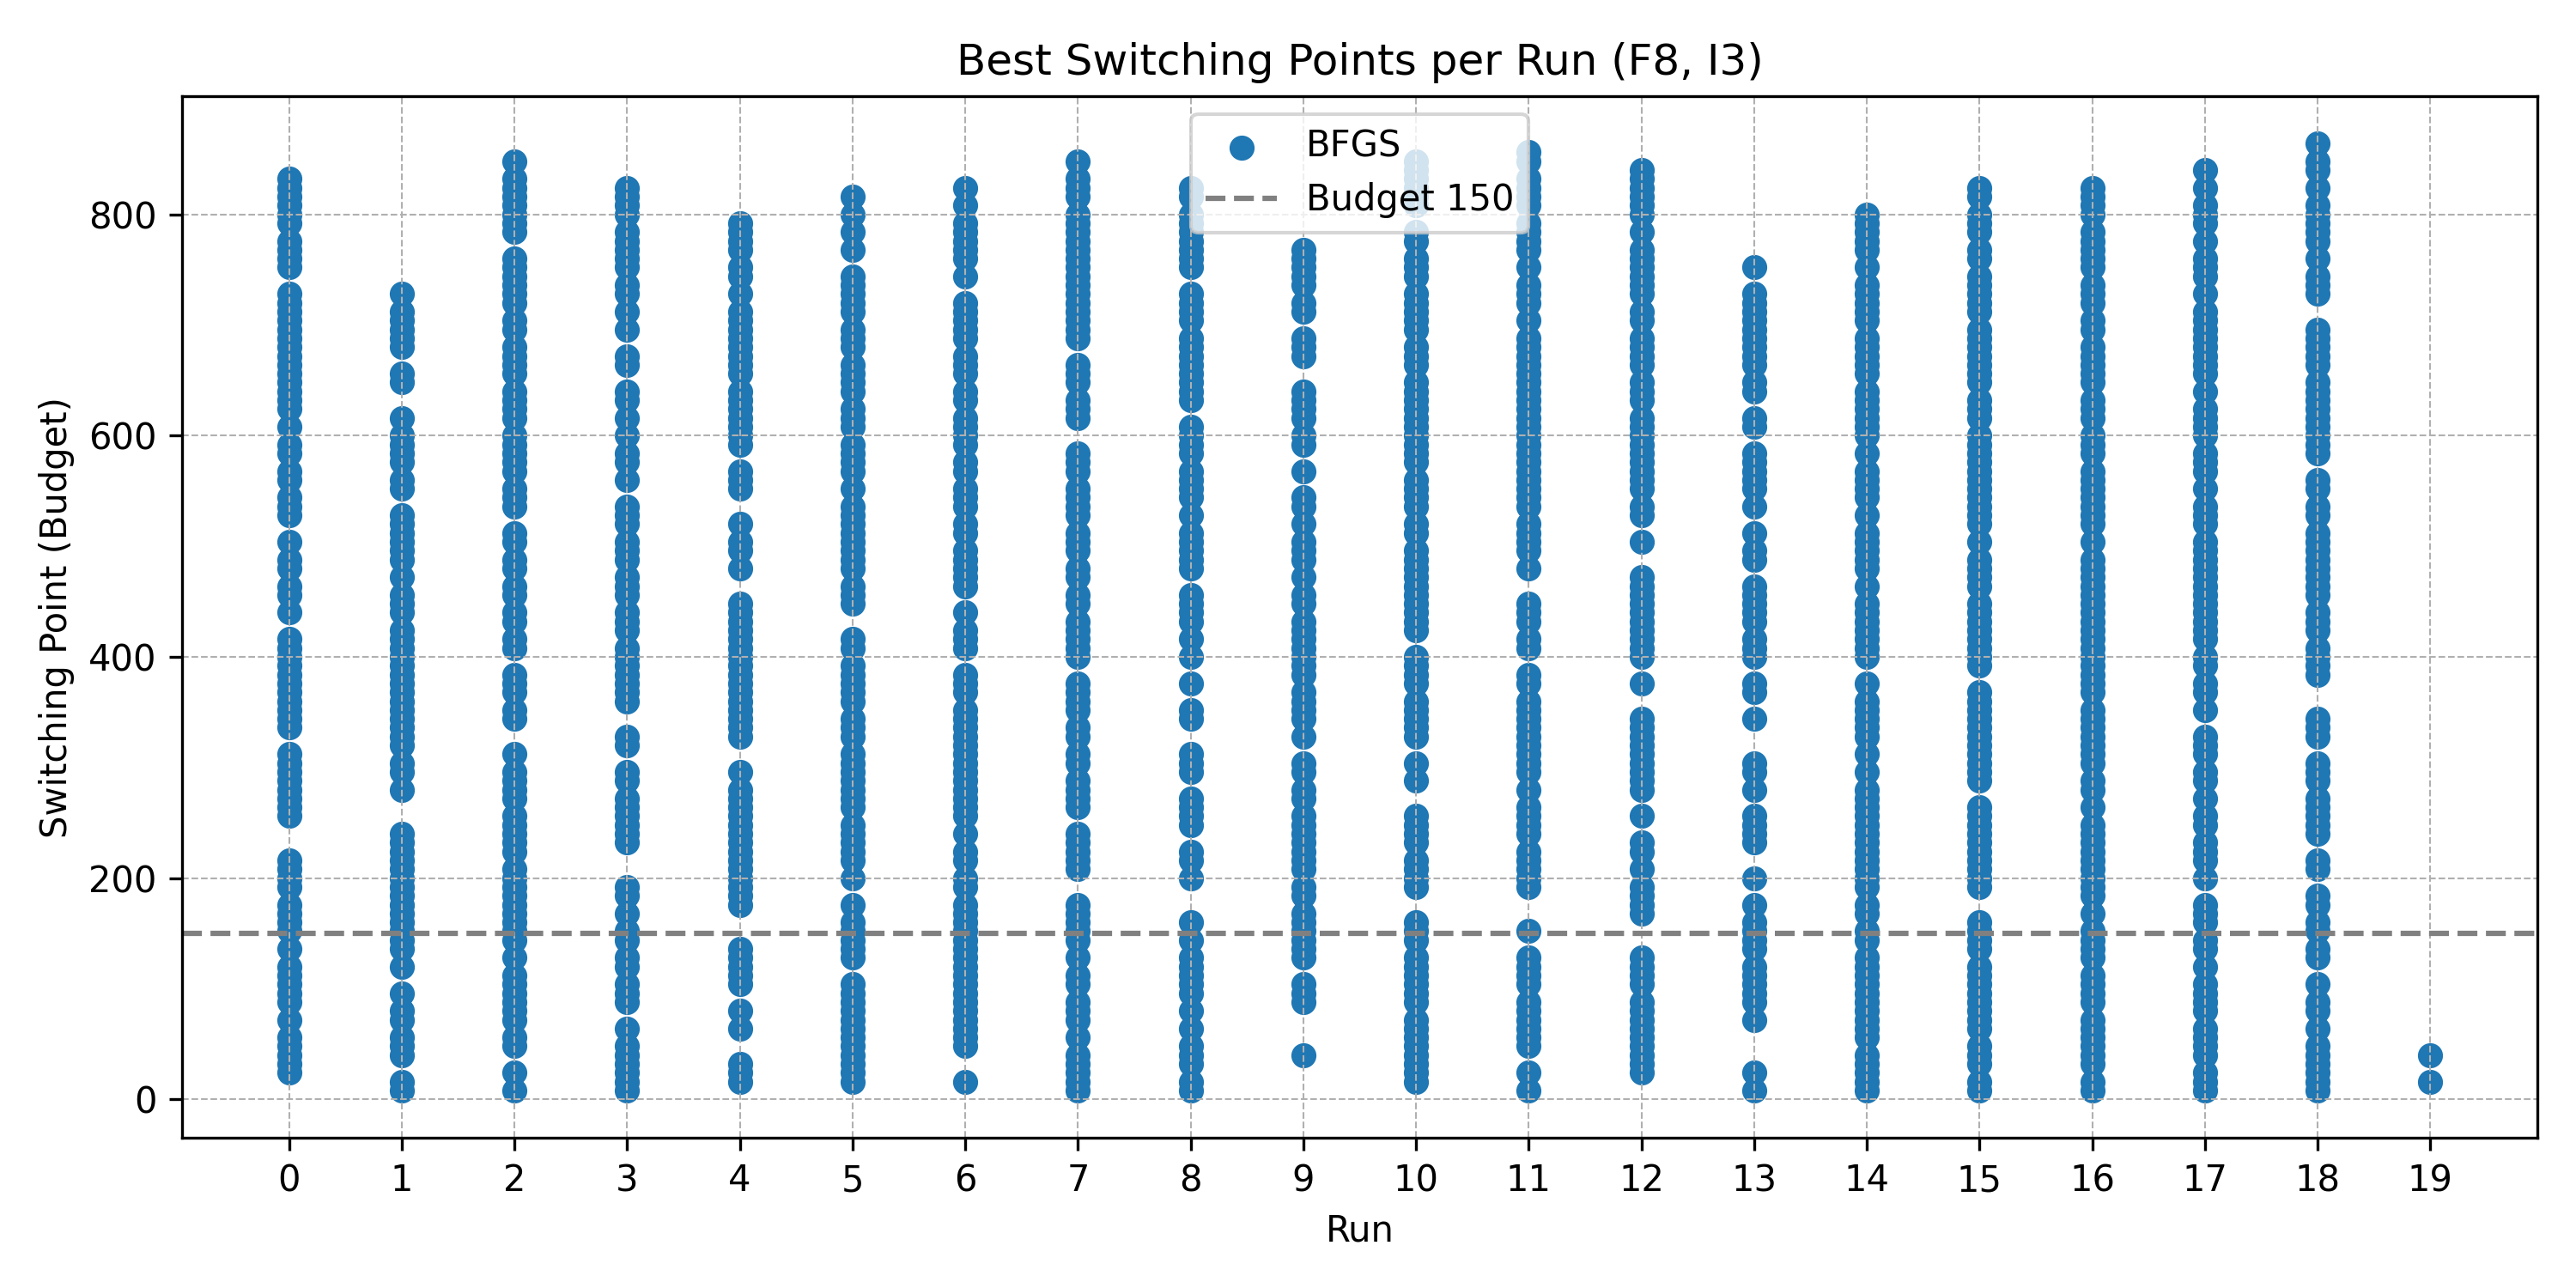 Best Switching Points per Run (F8, I3)
BFGS
Budget 150
Switching Point (Budget)
800
600
400
200
0
0 1 2 3 4 5 6 7 8 9 10 11 12 13 14 15 16 17 18 19
Run